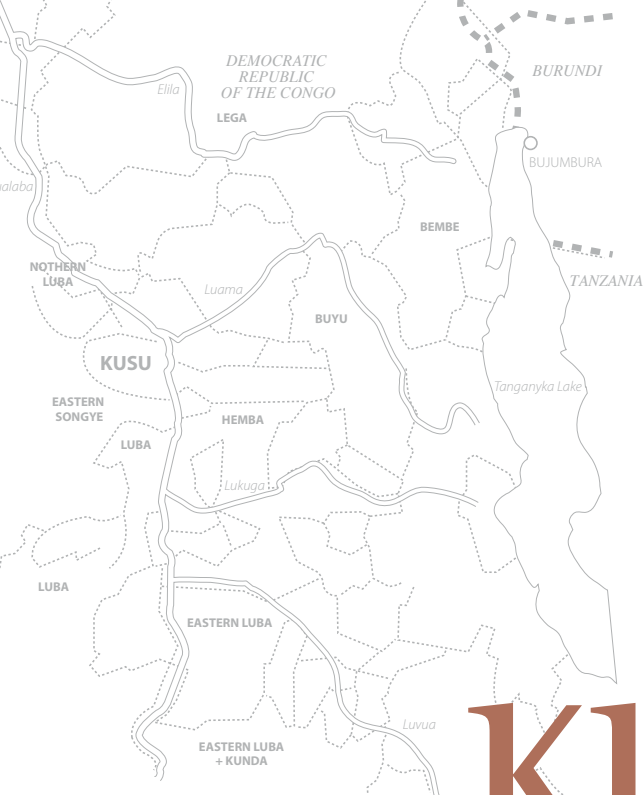 DEMOCRATIC
REPUBLIC
OF THE CONGO
BURUNDI
Elila
LEGA
BUJUMBURA
alaba
BEMBE
NOTHERN
LUBA
TANZANIA
Luama
BUYU
KUSU
Tanganyka Lake
EASTERN
SONGYE
HEMBA
LUBA
Lukuga
LUBA
EASTERN LUBA
Luvua
EASTERN LUBA
+ KUNDA